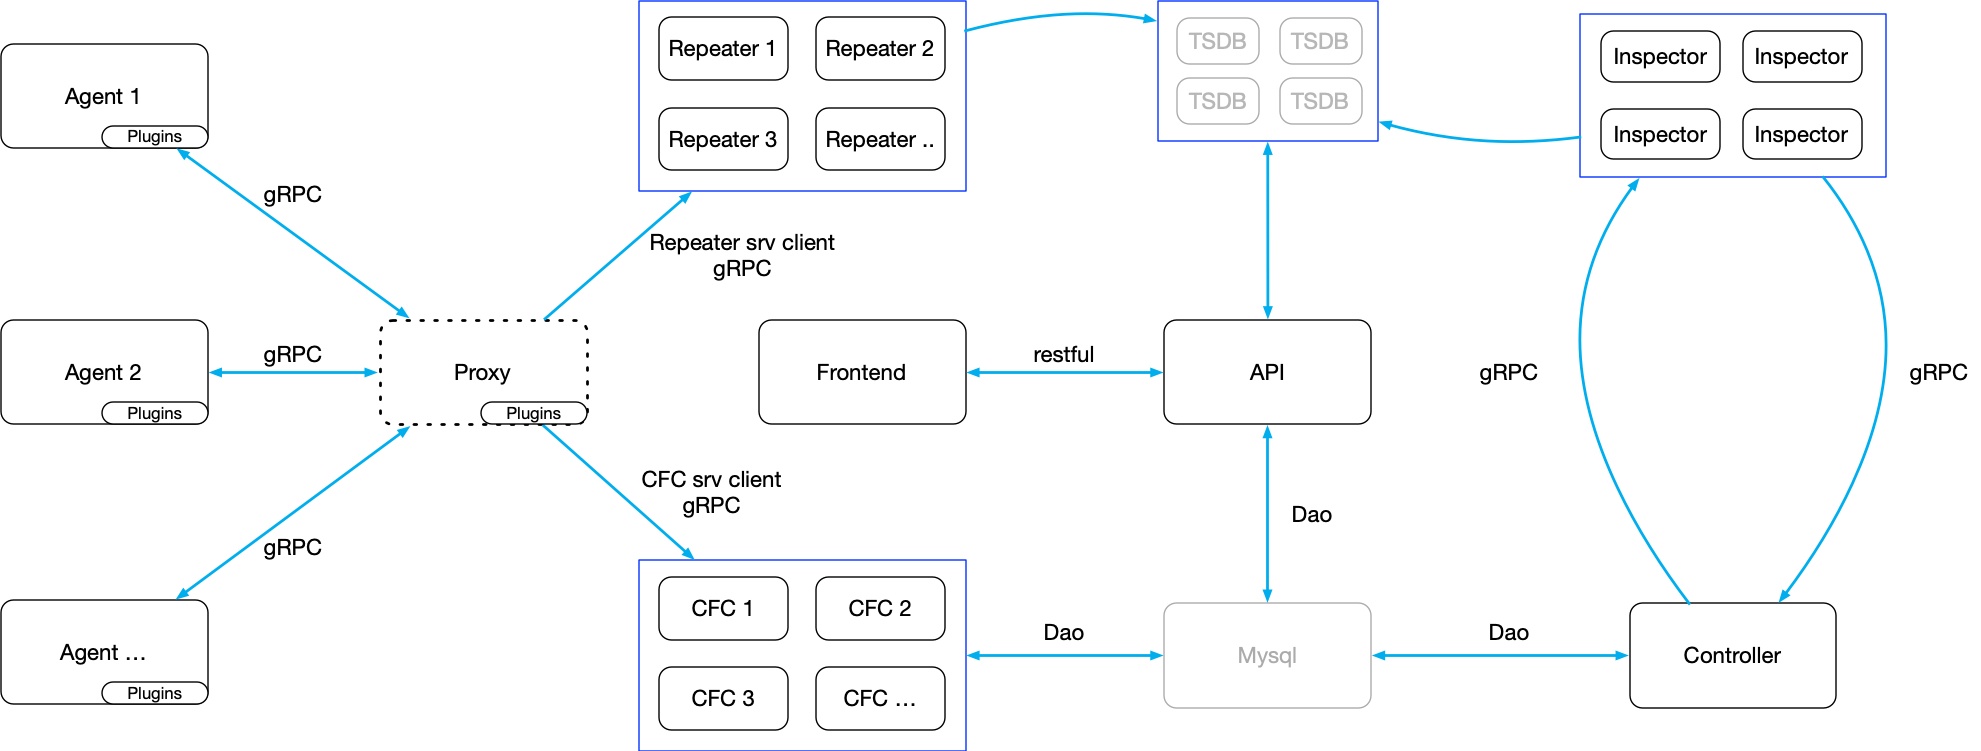 Agent 1
Plugins
gRPC
Agent 2
Plugins
gRPC
Agent ...
Plugins
gRPC
Proxy
Plugins
Repeater srv client
gRPC
CFC srv client
gRPC
Repeater 1
Repeater 2
Repeater 3
Repeater ..
Frontend
restful
CFC 1
CFC 2
CFC 3
CFC ...
Dao
TSDB
TSDB
TSDB
TSDB
API
Dao
Mysql
Dao
Inspector
Inspector
Inspector
Inspector
gRPC
gRPC
Controller